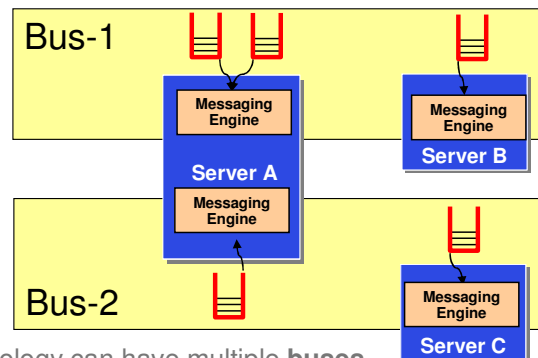 Bus-1
Messaging
Engine
Messaging
Engine
Server B
Server A
Messaging
Engine
Bus-2
Messaging
Engine
Server C
buses
can have multiple